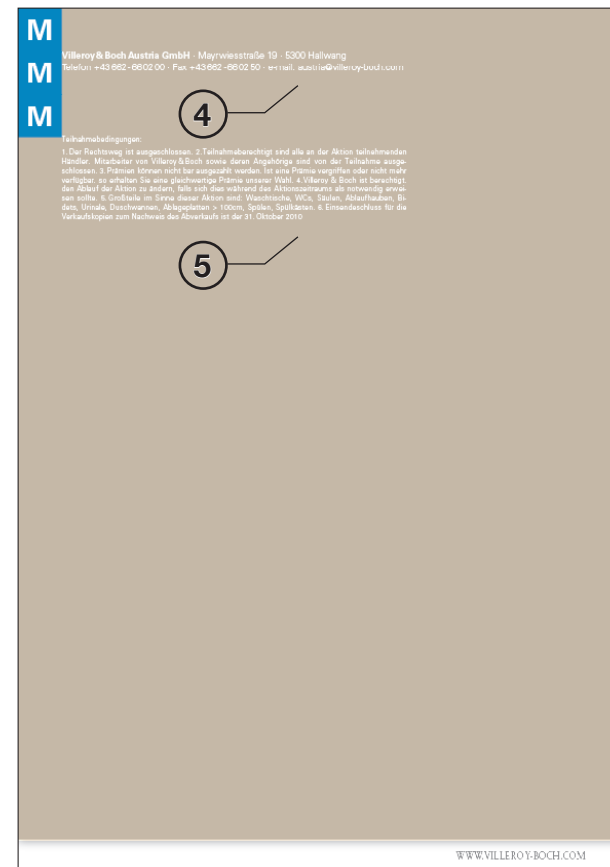 M
M
M
Villeroy & Boch Austria GmbH · Mayrwiesstraße 19 · 5300 Hallwang
Telefon +43 662-6602 00 · Fax +43 662-6602 50 · e-mail: austria@villeroy-boch.com
4
Teilnahmebedingungen:
1. Der Rechtsweg ist ausgeschlossen. 2. Teilnahmeberechtigt sind alle an der Aktion teilnehmenden
Händler. Mitarbeiter von Villeroy & Boch sowie deren Angehörige sind von der Teilnahme ausge-
schlossen. 3. Prämien können nicht bar ausgezahlt werden. Ist eine Prämie vergriffen oder nicht mehr
verfügbar, so erhalten Sie eine gleichwertige Prämie unserer Wahl. 4. Villeroy & Boch ist berechtigt,
den Ablauf der Aktion zu ändern, falls sich dies während des Aktionszeitraums als notwendig erwei-
sen sollte. 5. Großteile im Sinne dieser Aktion sind: Waschtische, WCs, Säulen, Ablaufhauben, Bi-
dets, Urinale, Duschwannen, Ablageplatten > 100cm, Spülen, Spülkästen. 6. Einsendeschluss für die
Verkaufskopien zum Nachweis des Abverkaufs ist der 31. Oktober 2010
5
WWW.VILLEROY-BOCH.COM